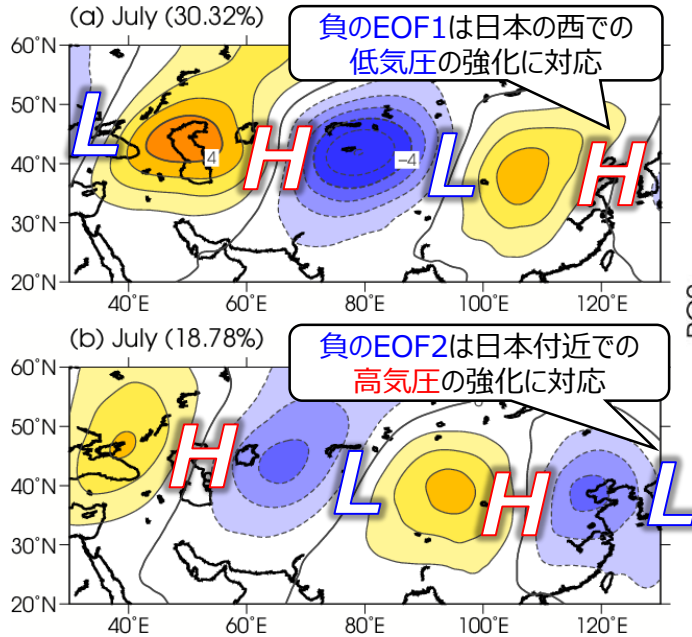 (a) July (30.32%)
負のEOF1は日本の西での
低気圧の強化に対応
60˚N
50˚N
40˚N
30˚N
20˚N
L
H
L
H
4
−4
40˚E
60˚E
80˚E
100˚E
120˚E
(b) July (18.78%)
負のEOF2は日本付近での
高気圧の強化に対応
60˚N
50˚N
40˚N
30˚N
20˚N
H
L
H
L
40˚E
60˚E
80˚E
100˚E
120˚E